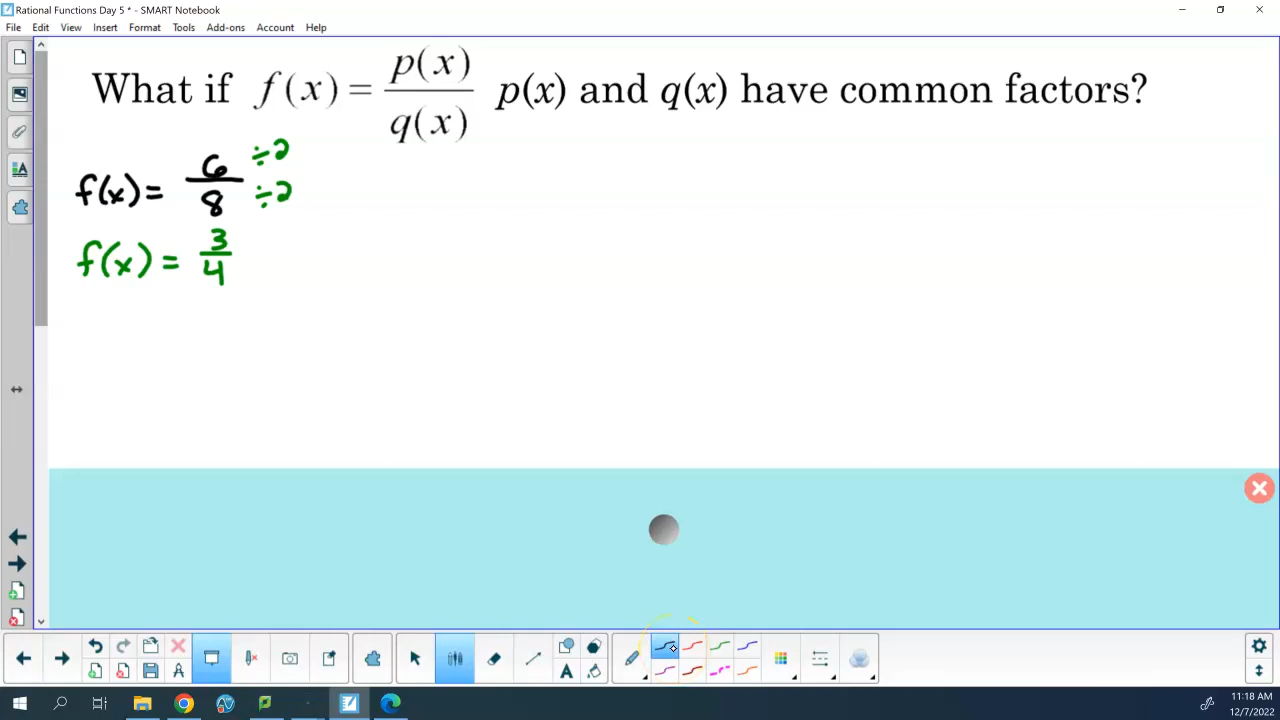 Rational Functions Day 5 * - SMART Notebook
File Edit View Insert Format Tools Add-ons Account Help
What if f(x) = p(x)/q(x) p(x) and q(x) have common factors?
f(x) = 6/8 ÷2 ÷2
f(x) = 3/4
11:18 AM
12/7/2022